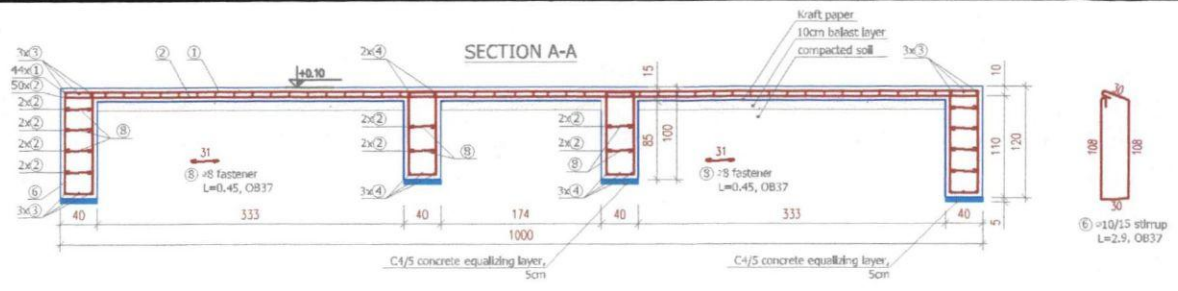 SECTION A-A
Kraft paper
10cm balast layer
compacted soil
3x③
44x①
50x②
2x②
2x②
2x②
2x②
⑥
3x③
②
①
+0.10
⑧
2x④
2x②
2x②
⑧
3x④
2x②
2x②
⑧
3x④
3x③
31
⑧ ⌀8 fastener
L=0.45, OB37
31
⑧ ⌀8 fastener
L=0.45, OB37
15
85
100
10
110
120
5
40
333
40
174
40
333
40
1000
C4/5 concrete equalizing layer,
5cm
C4/5 concrete equalizing layer,
5cm
30
108
108
30
⑥ ⌀10/15 stirrup
L=2.9, OB37